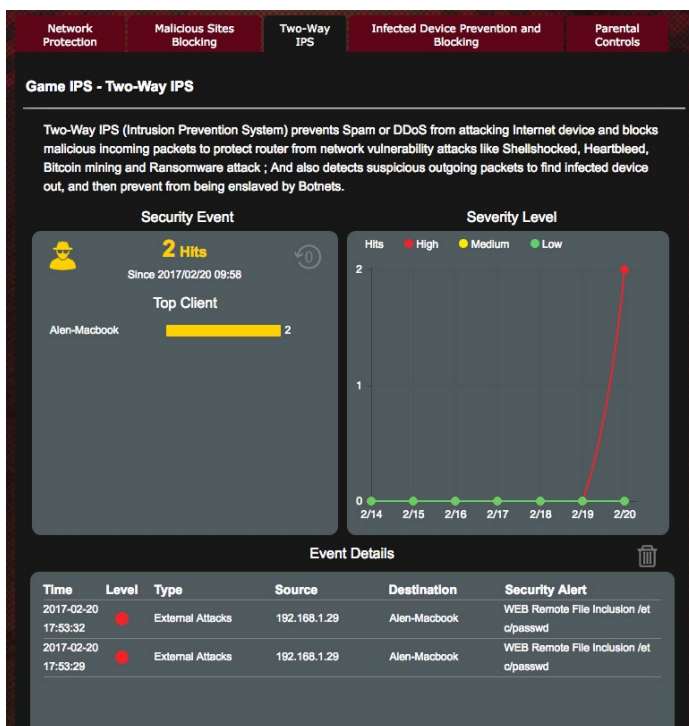 Network Protection
Malicious Sites Blocking
Two-Way IPS
Infected Device Prevention and Blocking
Parental Controls
Game IPS - Two-Way IPS
Two-Way IPS (Intrusion Prevention System) prevents Spam or DDoS from attacking Internet device and blocks
malicious incoming packets to protect router from network vulnerability attacks like Shellshocked, Heartbleed,
Bitcoin mining and Ransomware attack ; And also detects suspicious outgoing packets to find infected device
out, and then prevent from being enslaved by Botnets.
Security Event
2 Hits
0
Since 2017/02/20 09:58
Top Client
Alen-Macbook 2
Severity Level
Hits High Medium Low
2
1
0
2/14 2/15 2/16 2/17 2/18 2/19 2/20
Event Details
Time Level Type Source Destination Security Alert
2017-02-20
17:53:32
External Attacks 192.168.1.29 Alen-Macbook
WEB Remote File Inclusion /et
c/passwd
2017-02-20
17:53:29
External Attacks 192.168.1.29 Alen-Macbook
WEB Remote File Inclusion /et
c/passwd